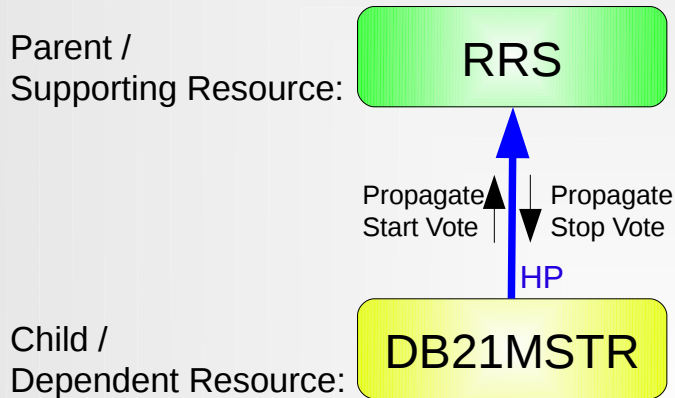 Parent /
Supporting Resource:
RRS
Propagate
Start Vote
Propagate
Stop Vote
HP
Child /
Dependent Resource:
DB21MSTR